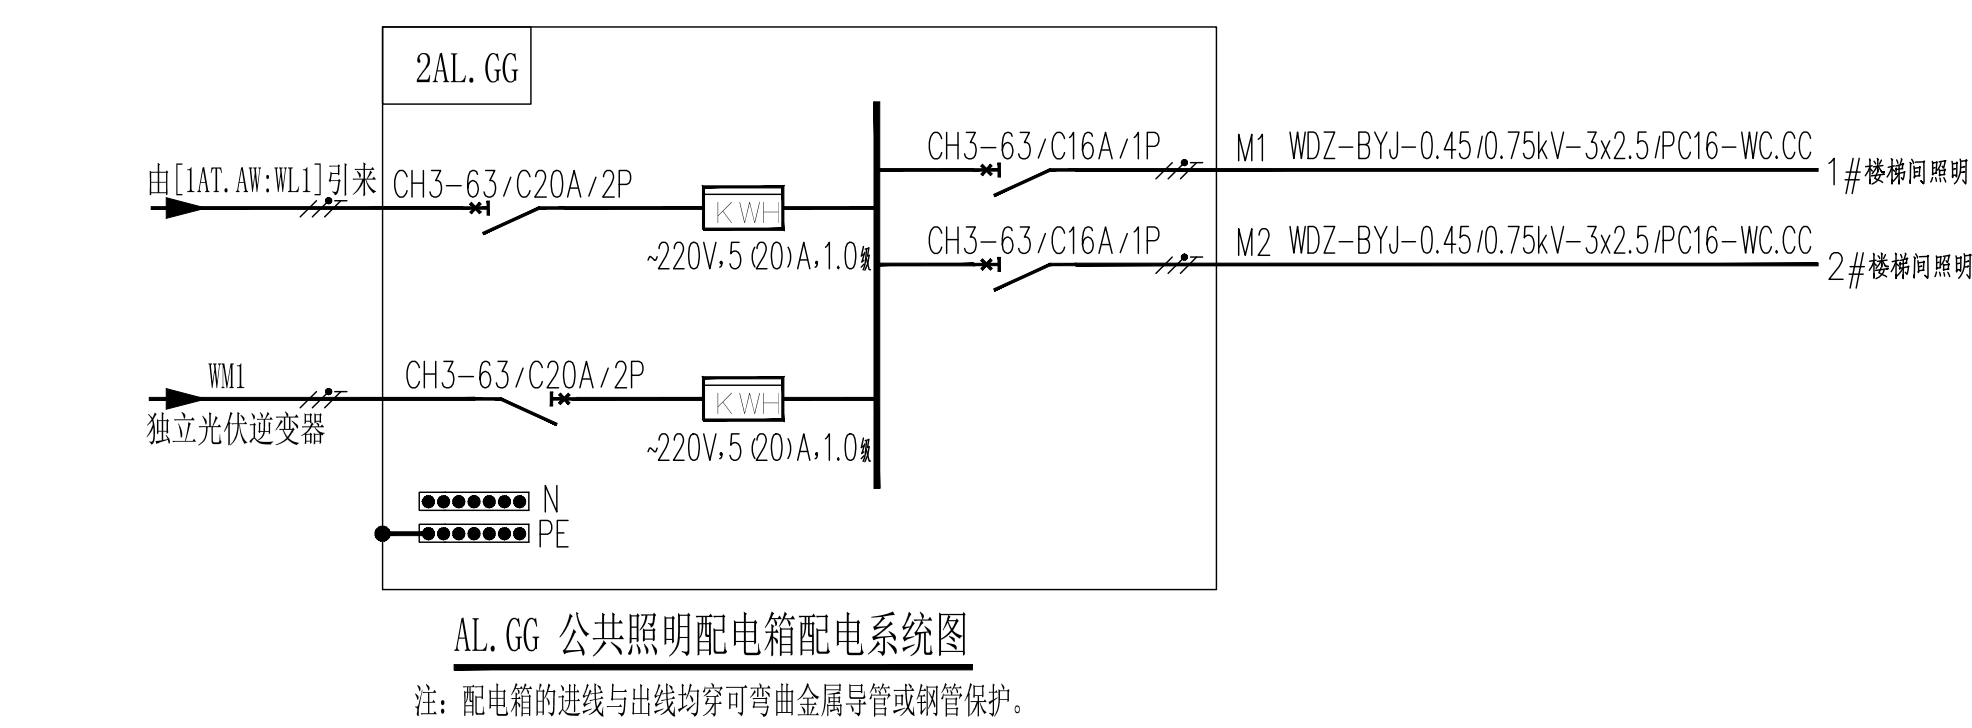 2AL.GG
由[1AT.AW:WL1]引来
CH3-63/C20A/2P
KWH
~220V,5(20)A,1.0级
CH3-63/C16A/1P
M1 WDZ-BYJ-0.45/0.75kV-3x2.5/PC16-WC.CC
1#楼梯间照明
CH3-63/C16A/1P
M2 WDZ-BYJ-0.45/0.75kV-3x2.5/PC16-WC.CC
2#楼梯间照明
WM1
独立光伏逆变器
CH3-63/C20A/2P
KWH
~220V,5(20)A,1.0级
N
PE
AL.GG 公共照明配电箱配电系统图
注：配电箱的进线与出线均穿可弯曲金属导管或钢管保护。